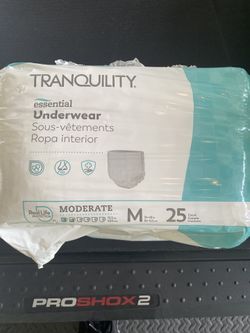 TRANQUILITY
essential
Underwear
Sous-vêtements
Ropa interior
MODERATE
M
25
PROSHOX2